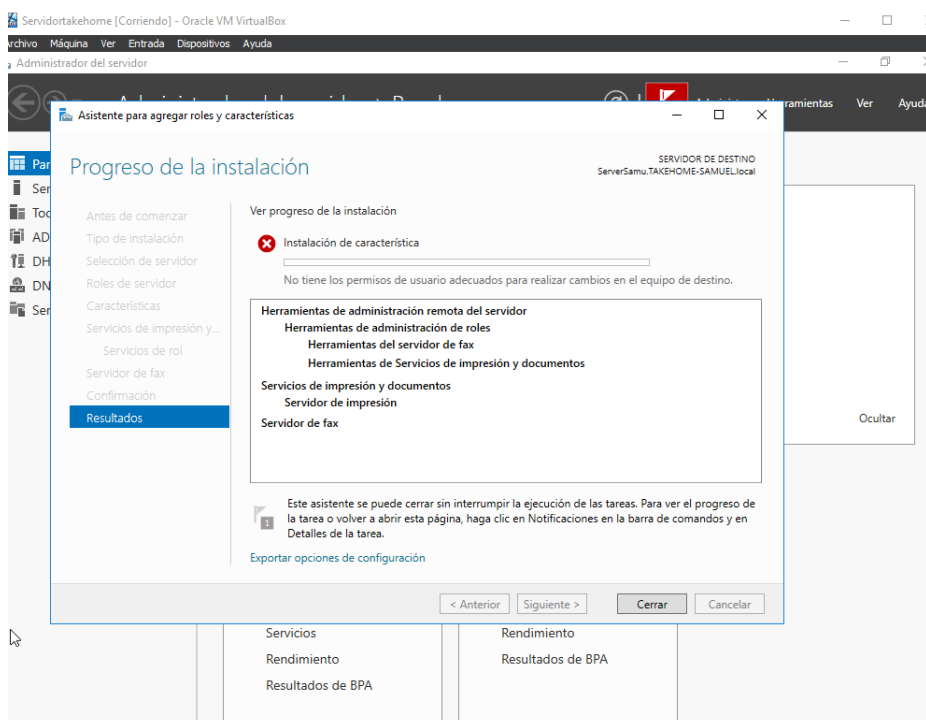 Servidortakehome [Corriendo] - Oracle VM VirtualBox
Archivo Máquina Ver Entrada Dispositivos Ayuda
Administrador del servidor
Ver
Asistente para agregar roles y características
Progreso de la instalación
SERVIDOR DE DESTINO
ServerSamu.TAKEHOME-SAMUEL.local
Par
Ser
Toc
AD
DH
DN
Ser
Antes de comenzar
Tipo de instalación
Selección de servidor
Roles de servidor
Características
Servicios de impresión y...
Servicios de rol
Servidor de fax
Confirmación
Resultados
Ver progreso de la instalación
Instalación de característica
No tiene los permisos de usuario adecuados para realizar cambios en el equipo de destino.
Herramientas de administración remota del servidor
Herramientas de administración de roles
Herramientas del servidor de fax
Herramientas de Servicios de impresión y documentos
Servicios de impresión y documentos
Servidor de impresión
Servidor de fax
1
Este asistente se puede cerrar sin interrumpir la ejecución de las tareas. Para ver el progreso de
la tarea o volver a abrir esta página, haga clic en Notificaciones en la barra de comandos y en
Detalles de la tarea.
Exportar opciones de configuración
< Anterior Siguiente > Cerrar Cancelar
Ocultar
Servicios
Rendimiento
Resultados de BPA
Rendimiento
Resultados de BPA